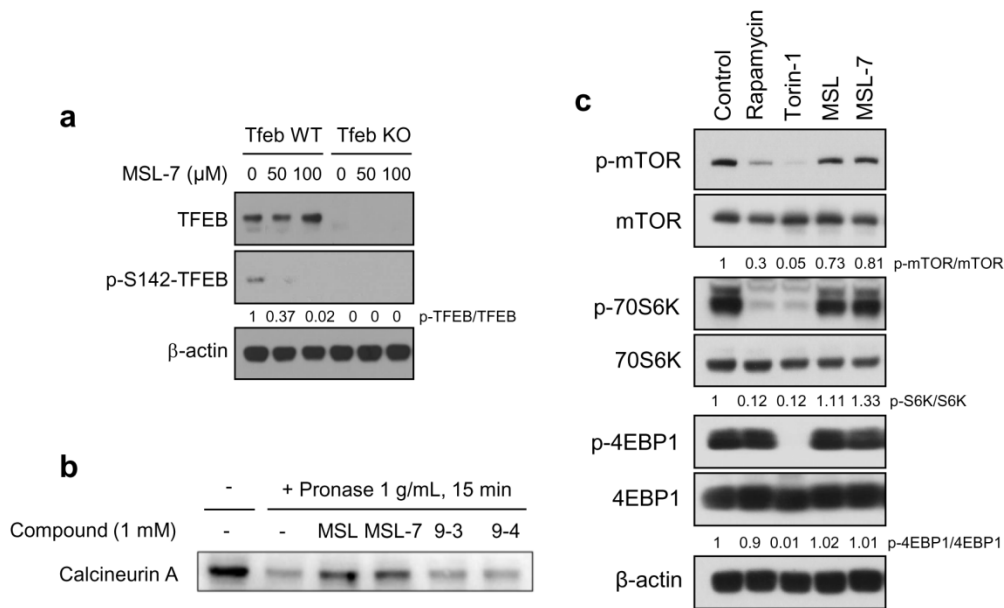 a
Tfeb WT Tfeb KO
MSL-7 (μM) 0 50 100 0 50 100
TFEB
p-S142-TFEB
1 0.37 0.02 0 0 0 p-TFEB/TFEB
β-actin
b
- + Pronase 1 g/mL, 15 min
Compound (1 mM) - MSL MSL-7 9-3 9-4
Calcineurin A
c
Control Rapamycin Torin-1 MSL MSL-7
p-mTOR
mTOR
1 0.3 0.05 0.73 0.81 p-mTOR/mTOR
p-70S6K
70S6K
1 0.12 0.12 1.11 1.33 p-S6K/S6K
p-4EBP1
4EBP1
1 0.9 0.01 1.02 1.01 p-4EBP1/4EBP1
β-actin